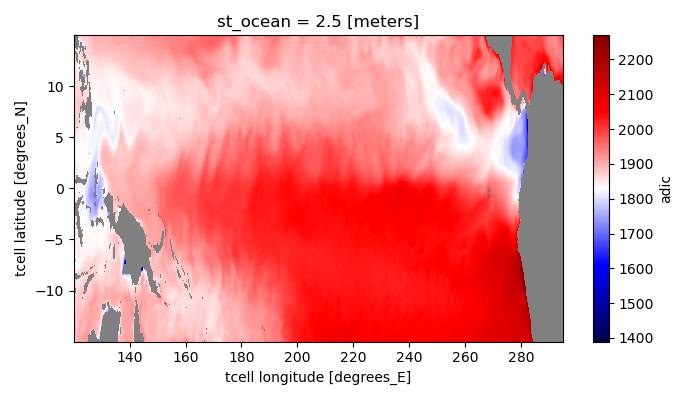 st_ocean = 2.5 [meters]
tcell latitude [degrees_N]
10
5
0
−5
−10
140 160 180 200 220 240 260 280
tcell longitude [degrees_E]
2200
2100
2000
1900
1800
1700
1600
1500
1400
adic